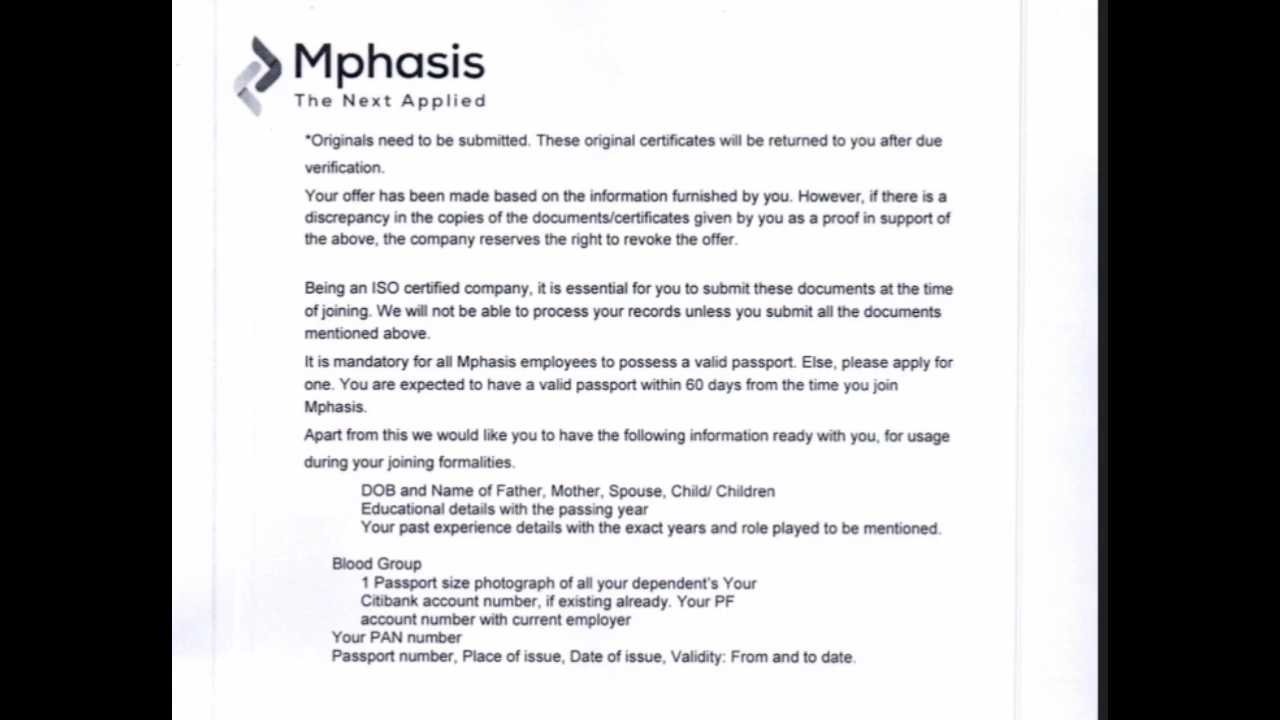 Mphasis
The Next Applied
*Originals need to be submitted. These original certificates will be returned to you after due
verification.
Your offer has been made based on the information furnished by you. However, if there is a
discrepancy in the copies of the documents/certificates given by you as a proof in support of
the above, the company reserves the right to revoke the offer.
Being an ISO certified company, it is essential for you to submit these documents at the time
of joining. We will not be able to process your records unless you submit all the documents
mentioned above.
It is mandatory for all Mphasis employees to possess a valid passport. Else, please apply for
one. You are expected to have a valid passport within 60 days from the time you join
Mphasis.
Apart from this we would like you to have the following information ready with you, for usage
during your joining formalities.
DOB and Name of Father, Mother, Spouse, Child/ Children
Educational details with the passing year
Your past experience details with the exact years and role played to be mentioned.
Blood Group
1 Passport size photograph of all your dependent's Your
Citibank account number, if existing already. Your PF
account number with current employer
Your PAN number
Passport number, Place of issue, Date of issue, Validity: From and to date.